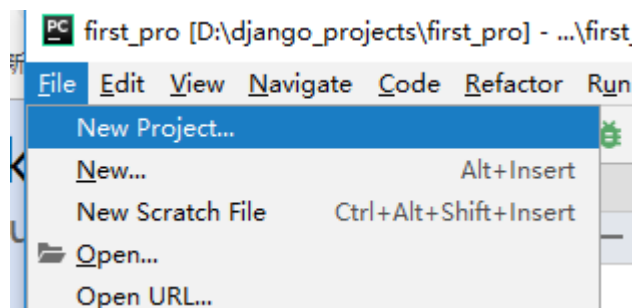 PC first_pro [D:\django_projects\first_pro] - ...\first_
File Edit View Navigate Code Refactor Run
New Project...
New... Alt+Insert
New Scratch File Ctrl+Alt+Shift+Insert
Open...
Open URL...